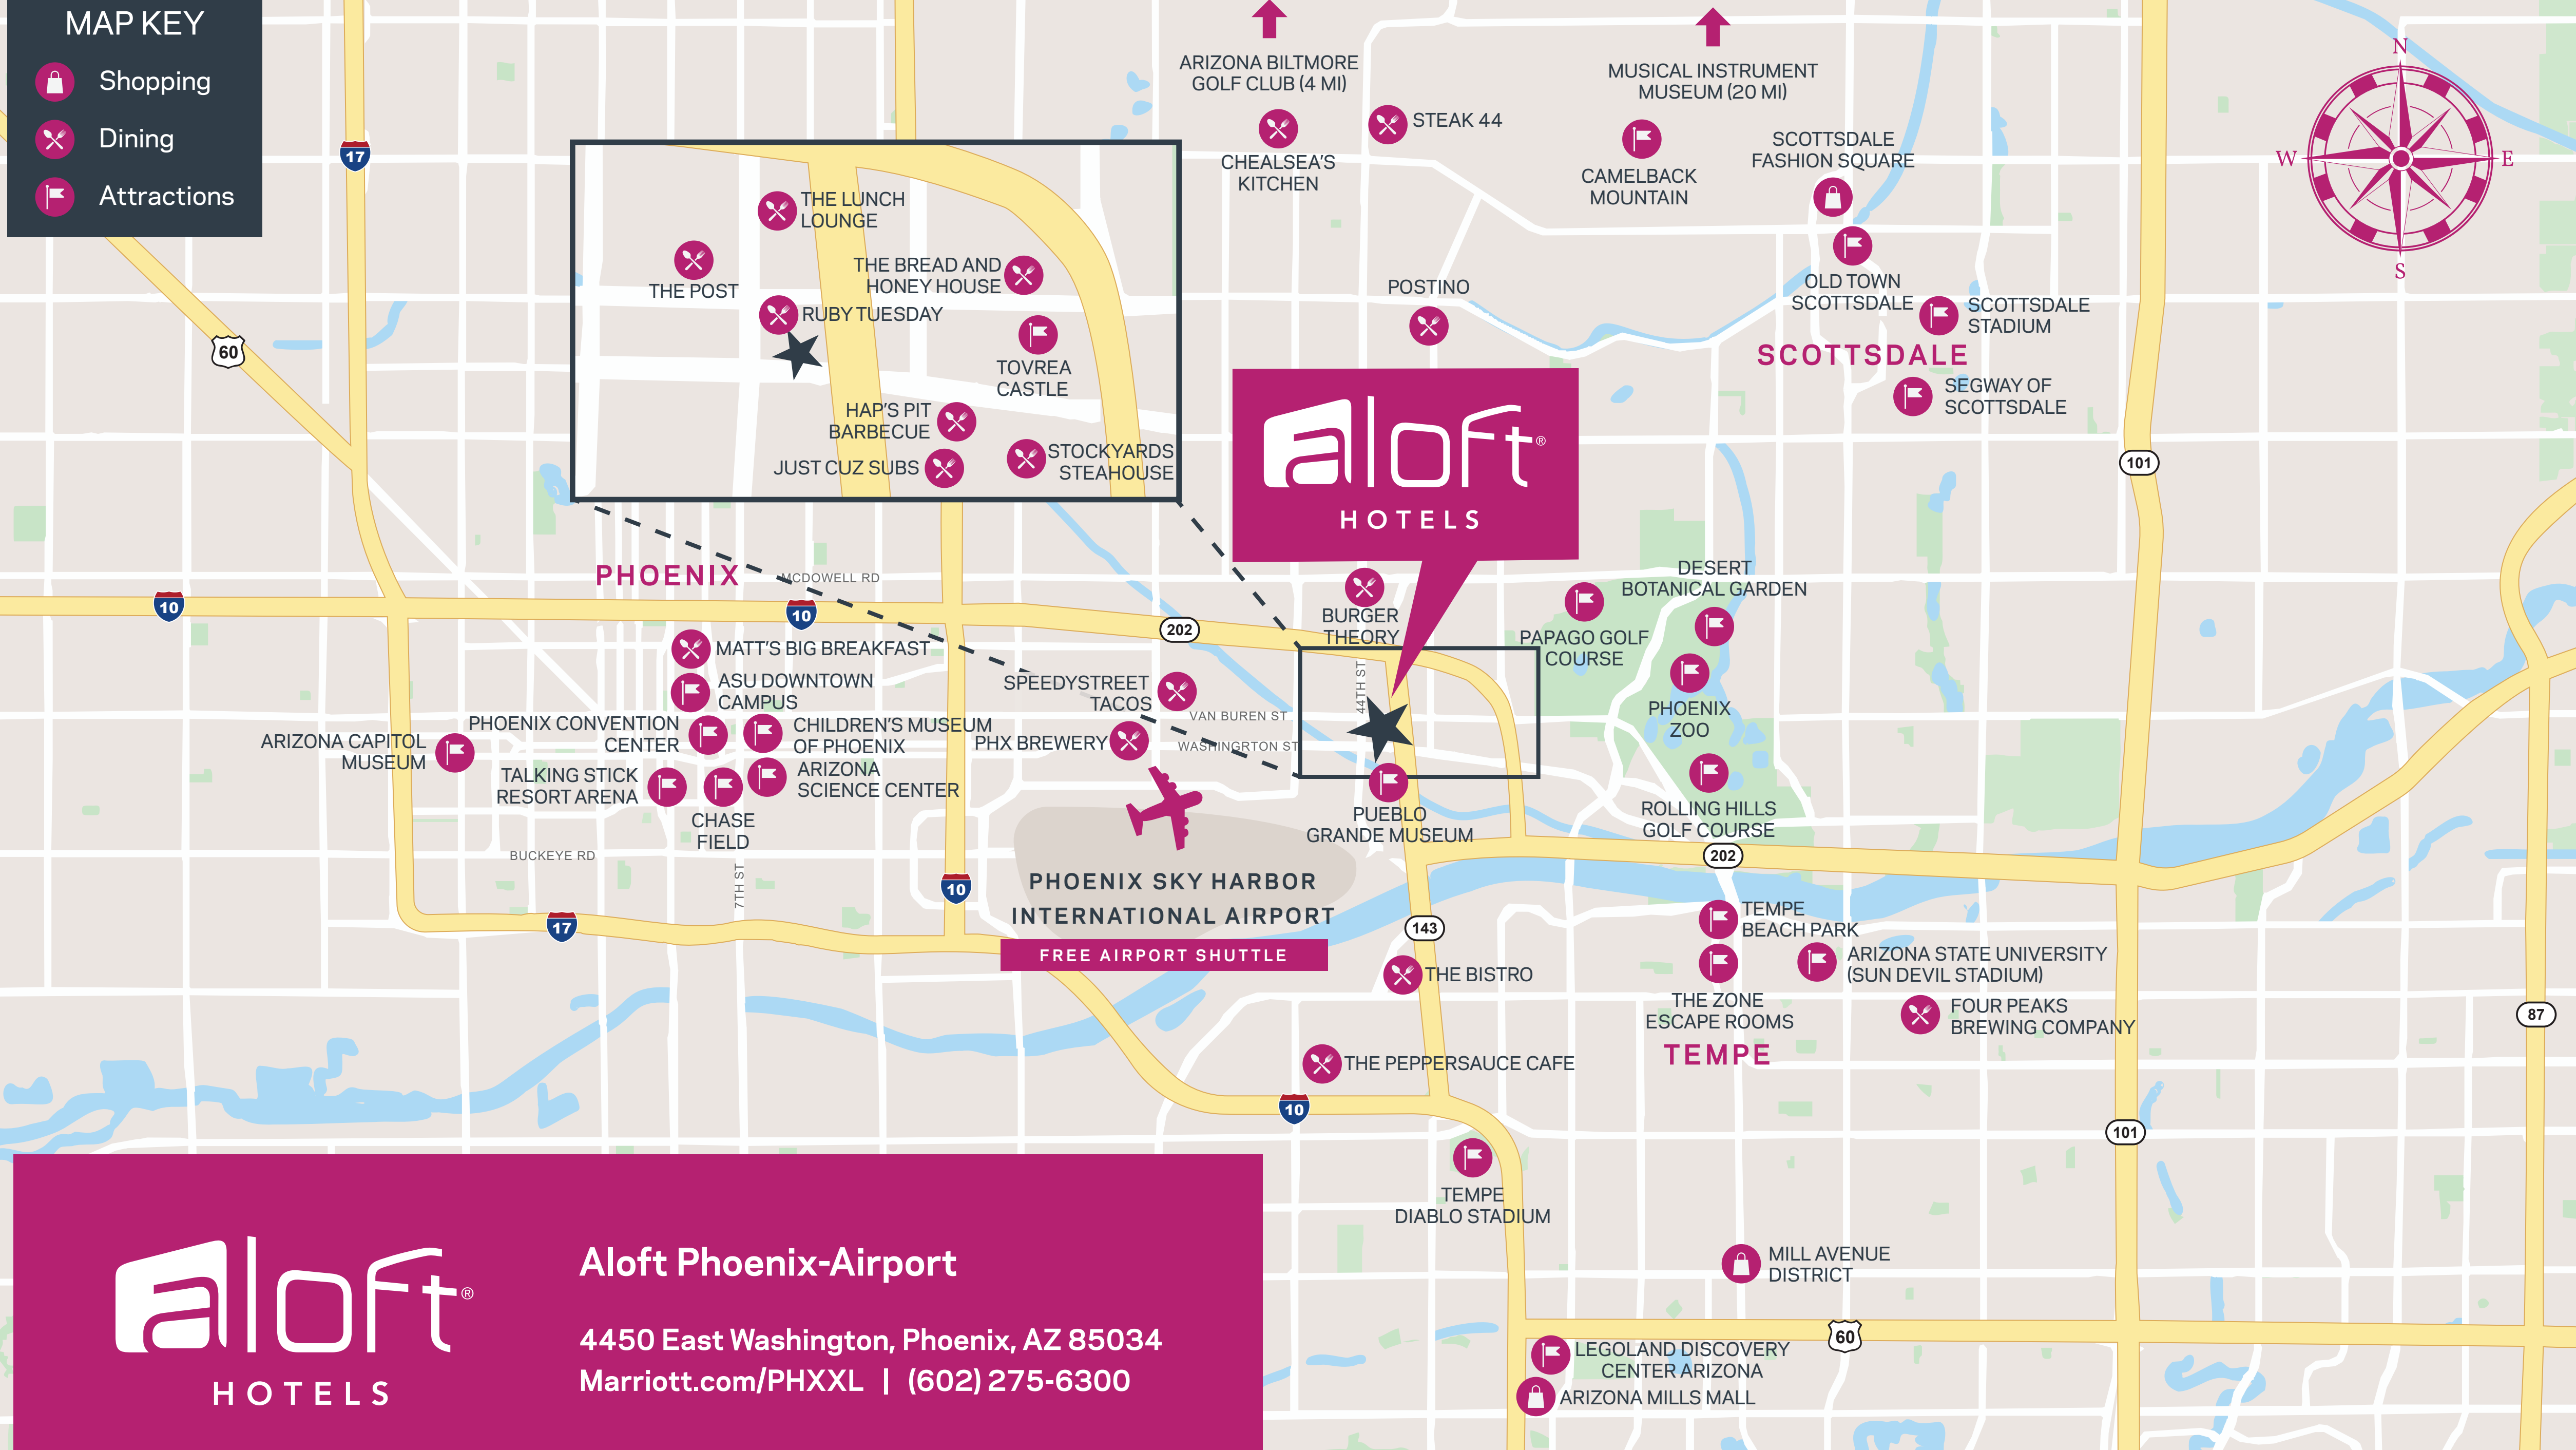 MAP KEY
Shopping
Dining
Attractions
17
60
10
ARIZONA BILTMORE
GOLF CLUB (4 MI)
CHEALSEA'S
KITCHEN
STEAK 44
MUSICAL INSTRUMENT
MUSEUM (20 MI)
CAMELBACK
MOUNTAIN
SCOTTSDALE
FASHION SQUARE
OLD TOWN
SCOTTSDALE
SCOTTSDALE
STADIUM
SCOTTSDALE
SEGWAY OF
SCOTTSDALE
N
W
E
S
THE LUNCH
LOUNGE
THE POST
THE BREAD AND
HONEY HOUSE
RUBY TUESDAY
TOVREA
CASTLE
HAP'S PIT
BARBECUE
JUST CUZ SUBS
STOCKYARDS
STEAHOUSE
POSTINO
aloft®
HOTELS
101
PHOENIX
MCDOWELL RD
10
202
BURGER
THEORY
PAPAGO GOLF
COURSE
DESERT
BOTANICAL GARDEN
PHOENIX
ZOO
ROLLING HILLS
GOLF COURSE
MATT'S BIG BREAKFAST
ASU DOWNTOWN
CAMPUS
PHOENIX CONVENTION
CENTER
CHILDREN'S MUSEUM
OF PHOENIX
ARIZONA CAPITOL
MUSEUM
TALKING STICK
RESORT ARENA
ARIZONA
SCIENCE CENTER
CHASE
FIELD
BUCKEYE RD
7TH ST
SPEEDYSTREET
TACOS
PHX BREWERY
VAN BUREN ST
WASHINGRTON ST
44TH ST
PUEBLO
GRANDE MUSEUM
202
10
17
PHOENIX SKY HARBOR
INTERNATIONAL AIRPORT
FREE AIRPORT SHUTTLE
143
THE BISTRO
TEMPE
BEACH PARK
ARIZONA STATE UNIVERSITY
(SUN DEVIL STADIUM)
THE ZONE
ESCAPE ROOMS
FOUR PEAKS
BREWING COMPANY
TEMPE
87
THE PEPPERSAUCE CAFE
10
101
TEMPE
DIABLO STADIUM
MILL AVENUE
DISTRICT
60
LEGOLAND DISCOVERY
CENTER ARIZONA
ARIZONA MILLS MALL
aloft®
HOTELS
Aloft Phoenix-Airport
4450 East Washington, Phoenix, AZ 85034
Marriott.com/PHXXL | (602) 275-6300